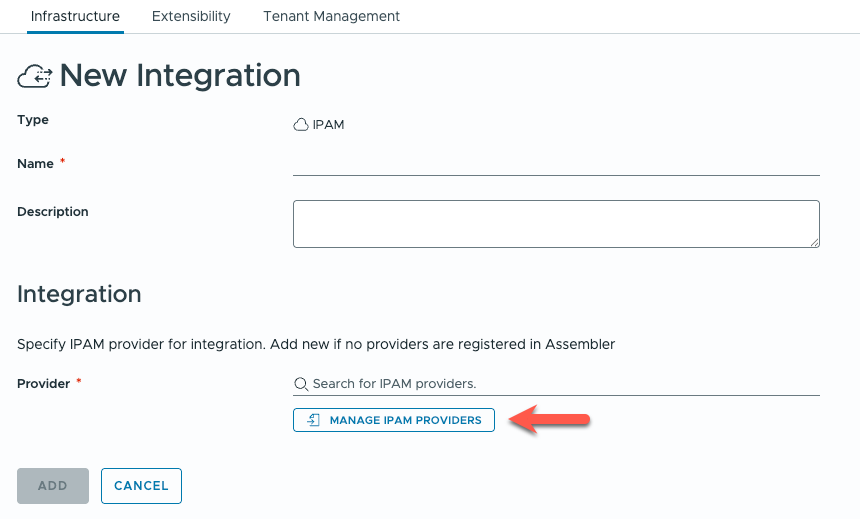 Infrastructure Extensibility Tenant Management
New Integration
Type IPAM
Name *
Description
Integration
Specify IPAM provider for integration. Add new if no providers are registered in Assembler
Provider * Search for IPAM providers.
MANAGE IPAM PROVIDERS
ADD CANCEL